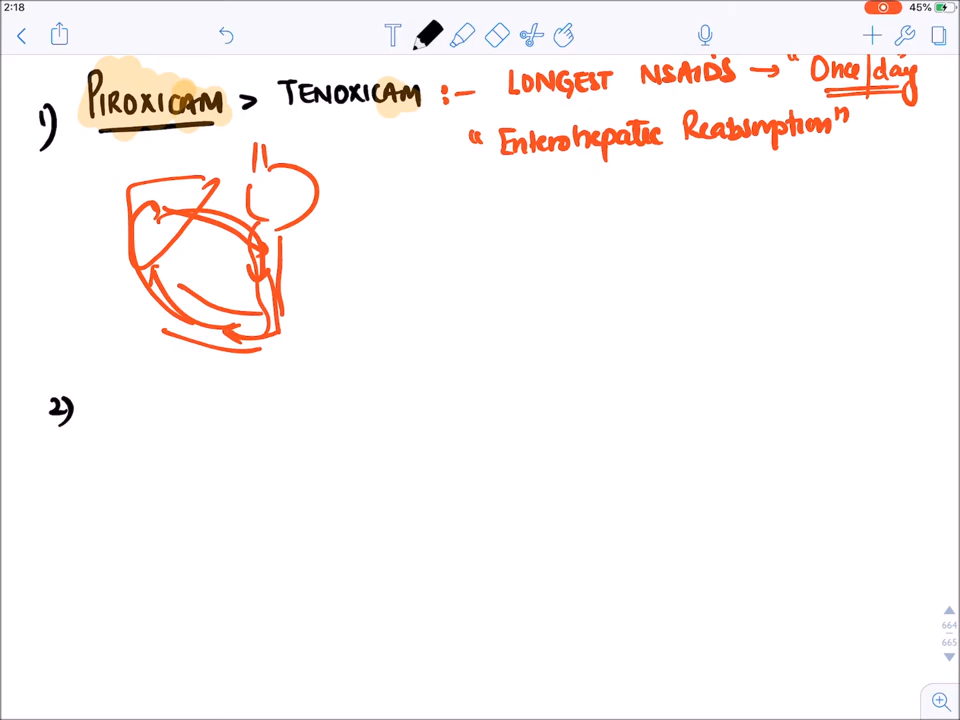 2:18
45%
T
1) PIROXICAM > TENOXICAM :- LONGEST NSAIDS → "Once/day
"Enterohepatic Reabsorption"
2)
664
665